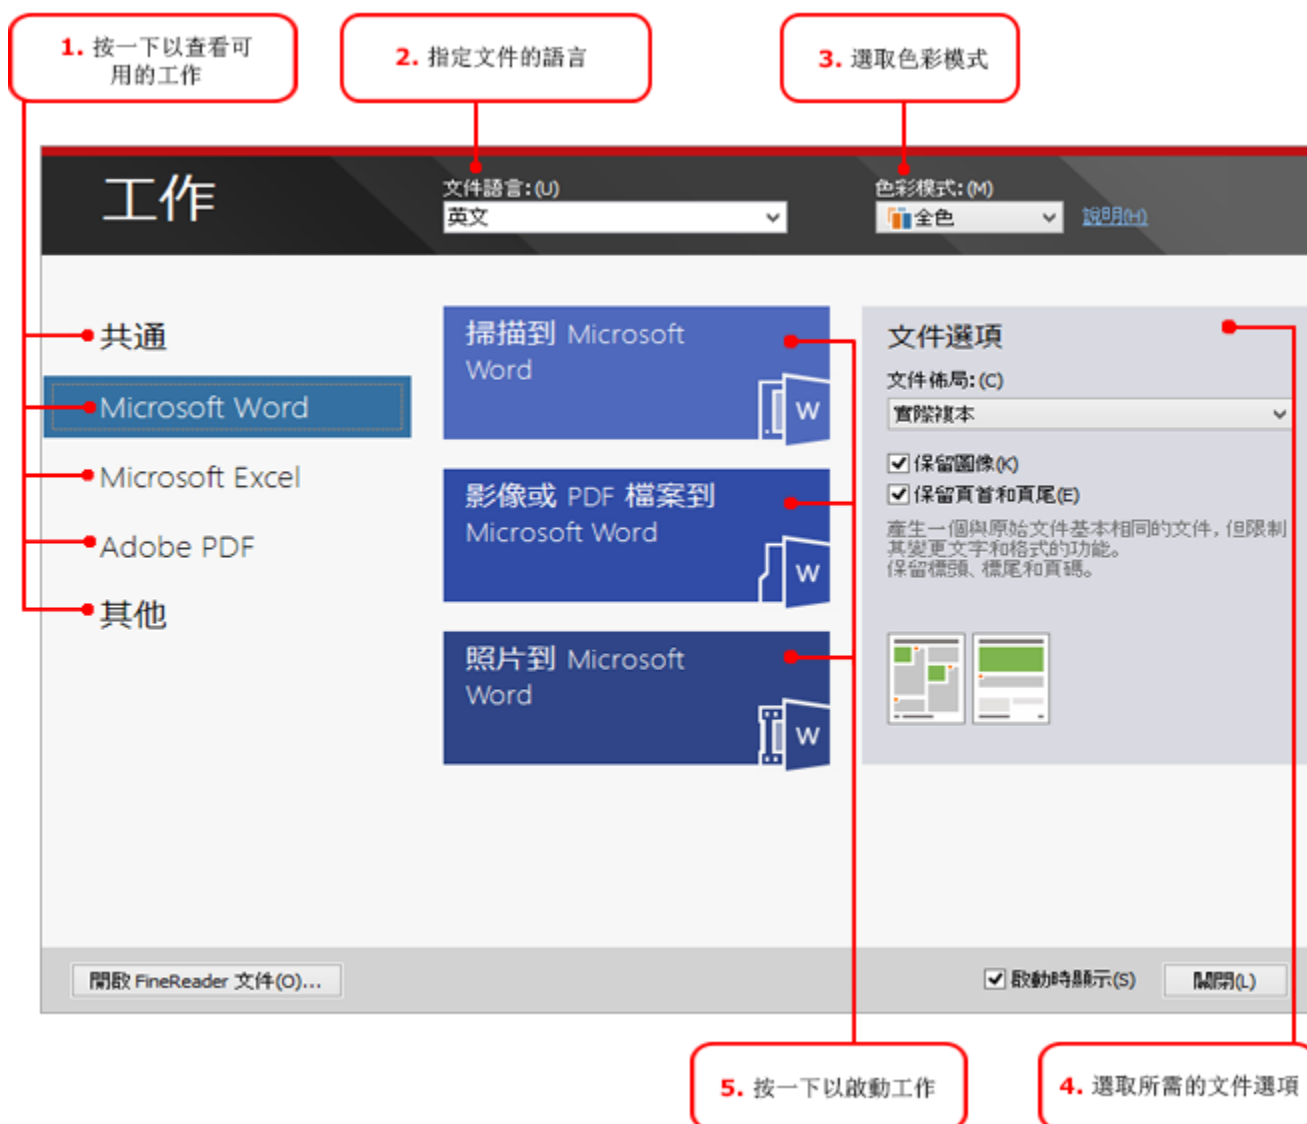 1. 按一下以查看可
用的工作
2. 指定文件的語言
3. 選取色彩模式
工作
文件語言:(U)
英文
色彩模式:(M)
全色
說明(H)
共通
Microsoft Word
Microsoft Excel
Adobe PDF
其他
掃描到 Microsoft
Word
W
影像或 PDF 檔案到
Microsoft Word
W
照片到 Microsoft
Word
W
文件選項
文件佈局:(C)
實際複本
保留圖像(K)
保留頁首和頁尾(E)
產生一個與原始文件基本相同的文件，但限制
其變更文字和格式的功能。
保留標頭、標尾和頁碼。
開啟 FineReader 文件(O)...
啟動時顯示(S)
關閉(L)
5. 按一下以啟動工作
4. 選取所需的文件選項